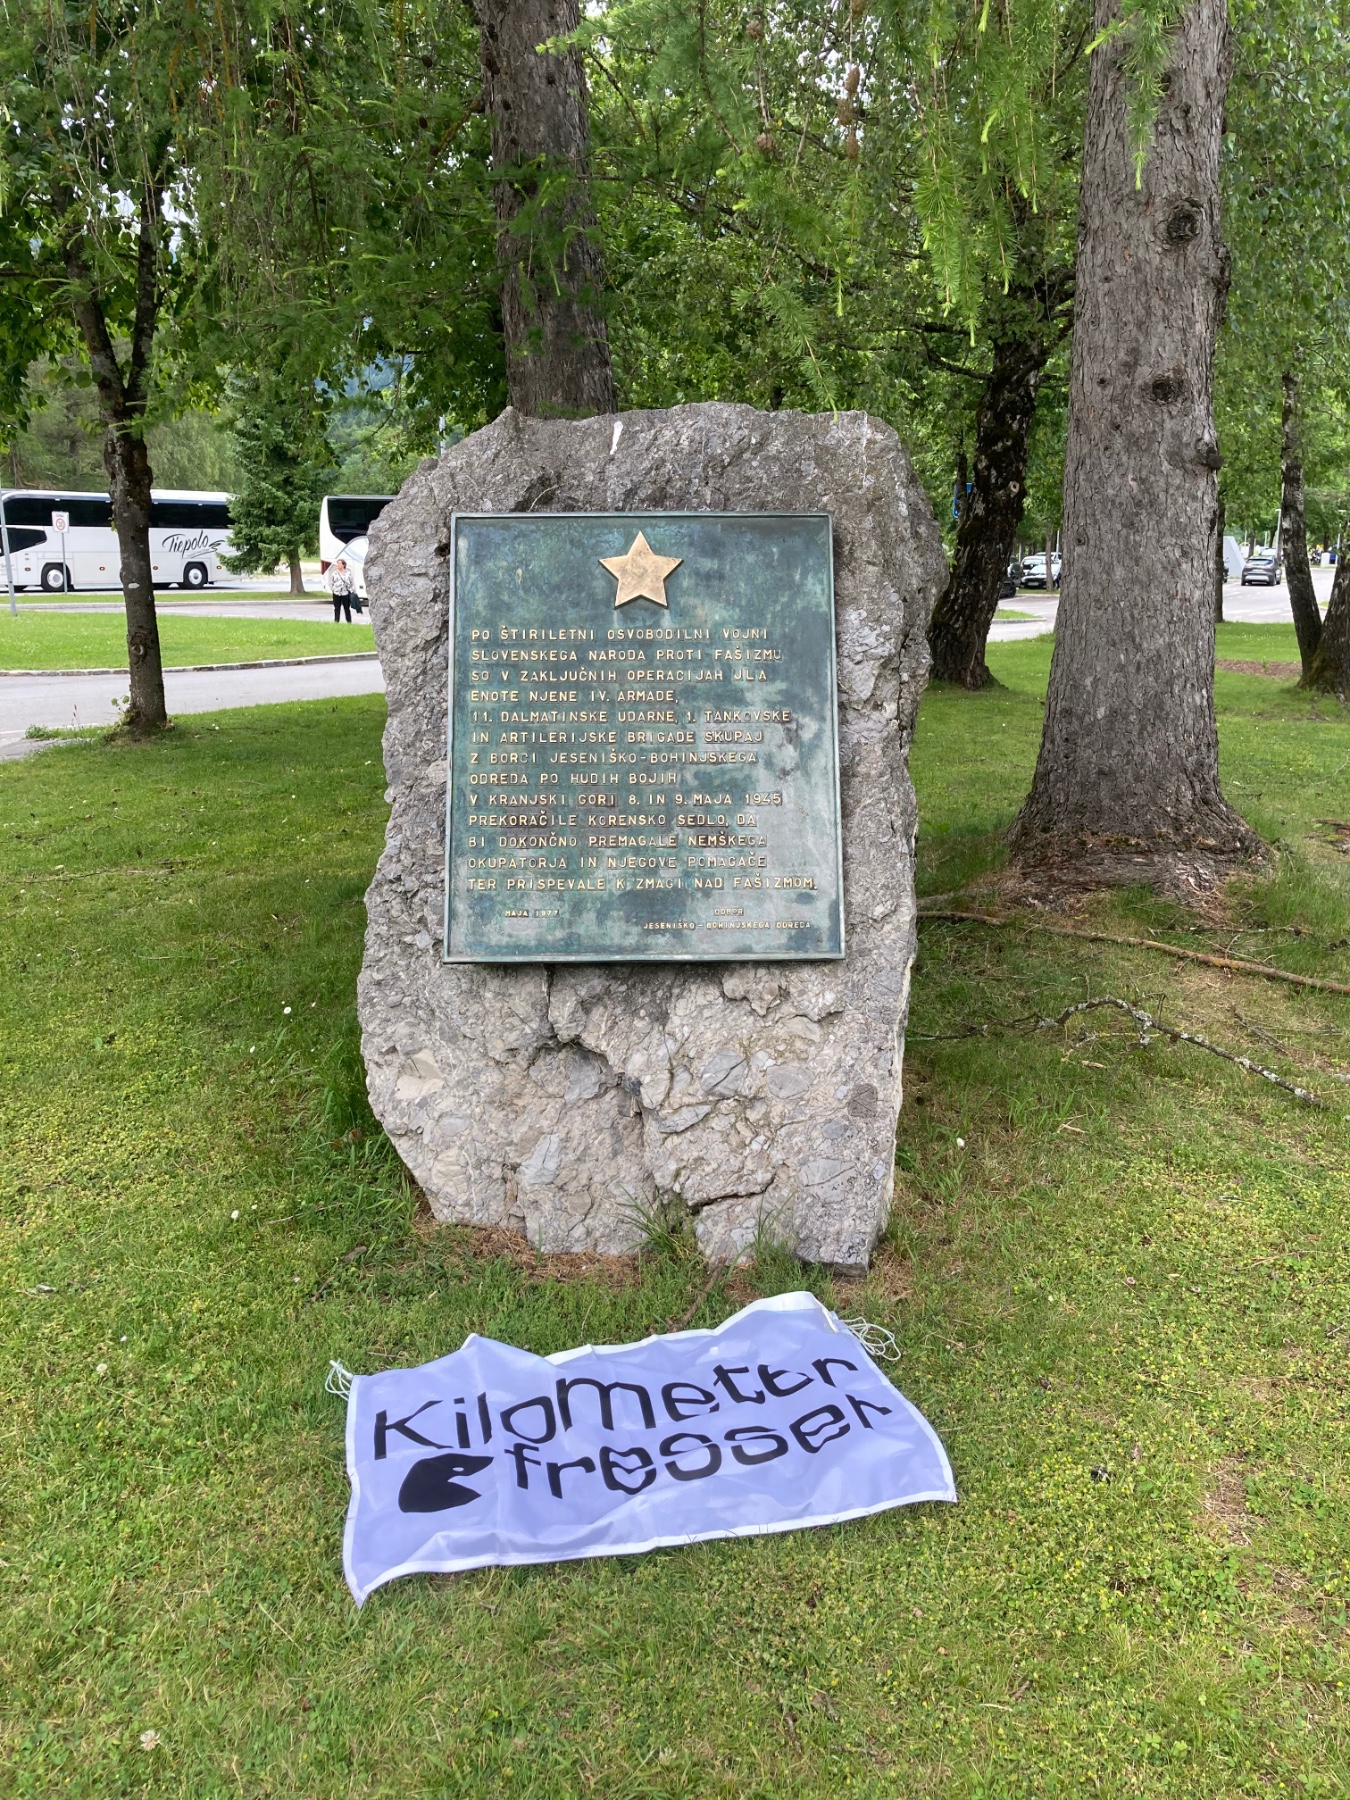 Tiepolo
PO ŠTIRILETNI OSVOBODILNI VOJNI
SLOVENSKEGA NARODA PROTI FAŠIZMU
SO V ZAKLJUČNIH OPERACIJAH JLA
ENOTE NJENE IV. ARMADE,
11. DALMATINSKE UDARNE, 1. TANKOVSKE
IN ARTILERIJSKE BRIGADE SKUPAJ
Z BORCI JESENIŠKO-BOHINJSKEGA
ODREDA PO HUDIH BOJIH
V KRANJSKI GORI 8. IN 9. MAJA 1945
PREKORAČILE KORENSKO SEDLO, DA
BI DOKONČNO PREMAGALE NEMŠKEGA
OKUPATORJA IN NJEGOVE POMAGAČE
TER PRISPEVALE K ZMAGI NAD FAŠIZMOM.
MAJA 1977
ODBPR
JESENIŠKO-BOHINJSKEGA ODREDA
Kilometer
fresser